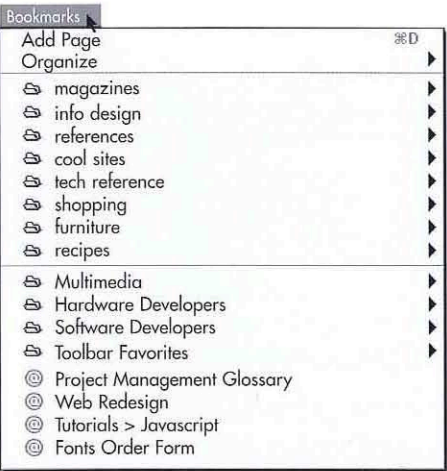 Bookmarks
Add Page ⌘D
Organize
magazines
info design
references
cool sites
tech reference
shopping
furniture
recipes
Multimedia
Hardware Developers
Software Developers
Toolbar Favorites
Project Management Glossary
Web Redesign
Tutorials > Javascript
Fonts Order Form